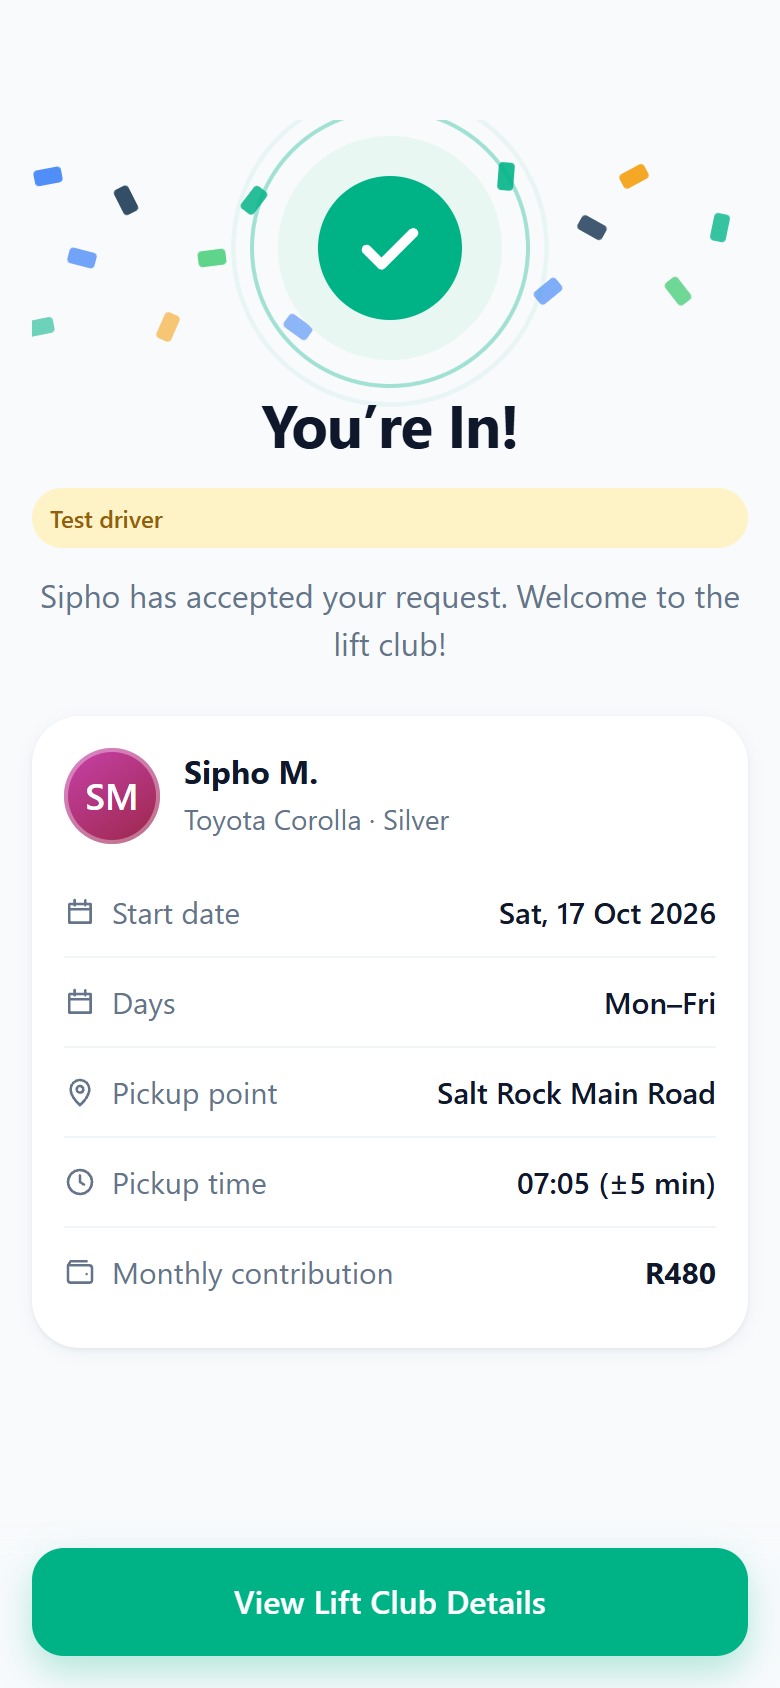 You’re In!
Test driver
Sipho has accepted your request. Welcome to the
lift club!
SM
Sipho M.
Toyota Corolla · Silver
Start date
Sat, 17 Oct 2026
Days
Mon–Fri
Pickup point
Salt Rock Main Road
Pickup time
07:05 (±5 min)
Monthly contribution
R480
View Lift Club Details